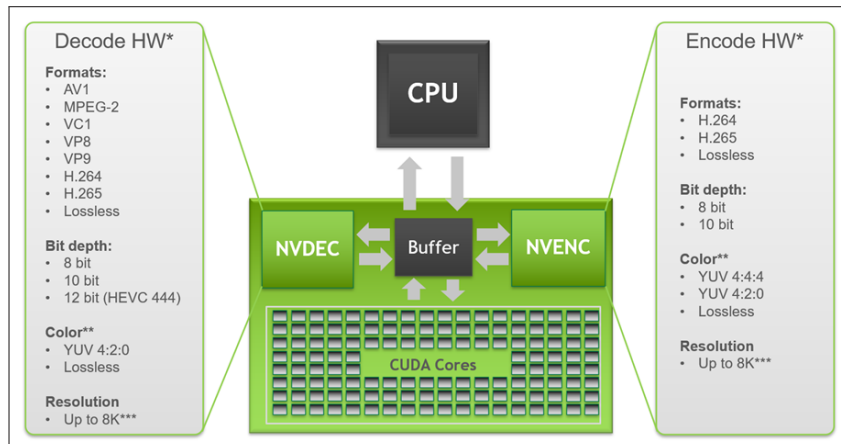 Decode HW*
Formats:
• AV1
• MPEG-2
• VC1
• VP8
• VP9
• H.264
• H.265
• Lossless
Bit depth:
• 8 bit
• 10 bit
• 12 bit (HEVC 444)
Color**
• YUV 4:2:0
• Lossless
Resolution
• Up to 8K***
CPU
NVDEC
Buffer
NVENC
CUDA Cores
Encode HW*
Formats:
• H.264
• H.265
• Lossless
Bit depth:
• 8 bit
• 10 bit
Color**
• YUV 4:4:4
• YUV 4:2:0
• Lossless
Resolution
• Up to 8K***